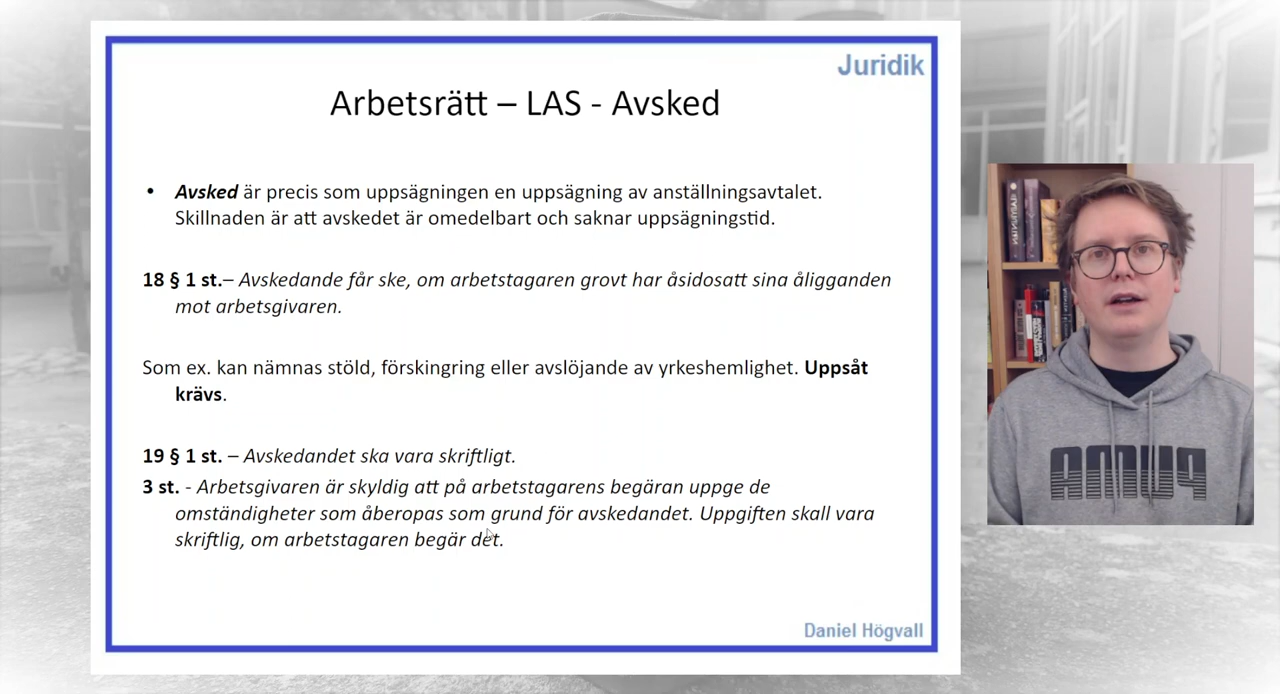 Juridik
Arbetsrätt – LAS - Avsked
• Avsked är precis som uppsägningen en uppsägning av anställningsavtalet.
Skillnaden är att avskedet är omedelbart och saknar uppsägningstid.
18 § 1 st.– Avskedande får ske, om arbetstagaren grovt har åsidosatt sina åligganden
mot arbetsgivaren.
Som ex. kan nämnas stöld, förskingring eller avslöjande av yrkeshemlighet. Uppsåt
krävs.
19 § 1 st. – Avskedandet ska vara skriftligt.
3 st. - Arbetsgivaren är skyldig att på arbetstagarens begäran uppge de
omständigheter som åberopas som grund för avskedandet. Uppgiften skall vara
skriftlig, om arbetstagaren begär det.
Daniel Högvall